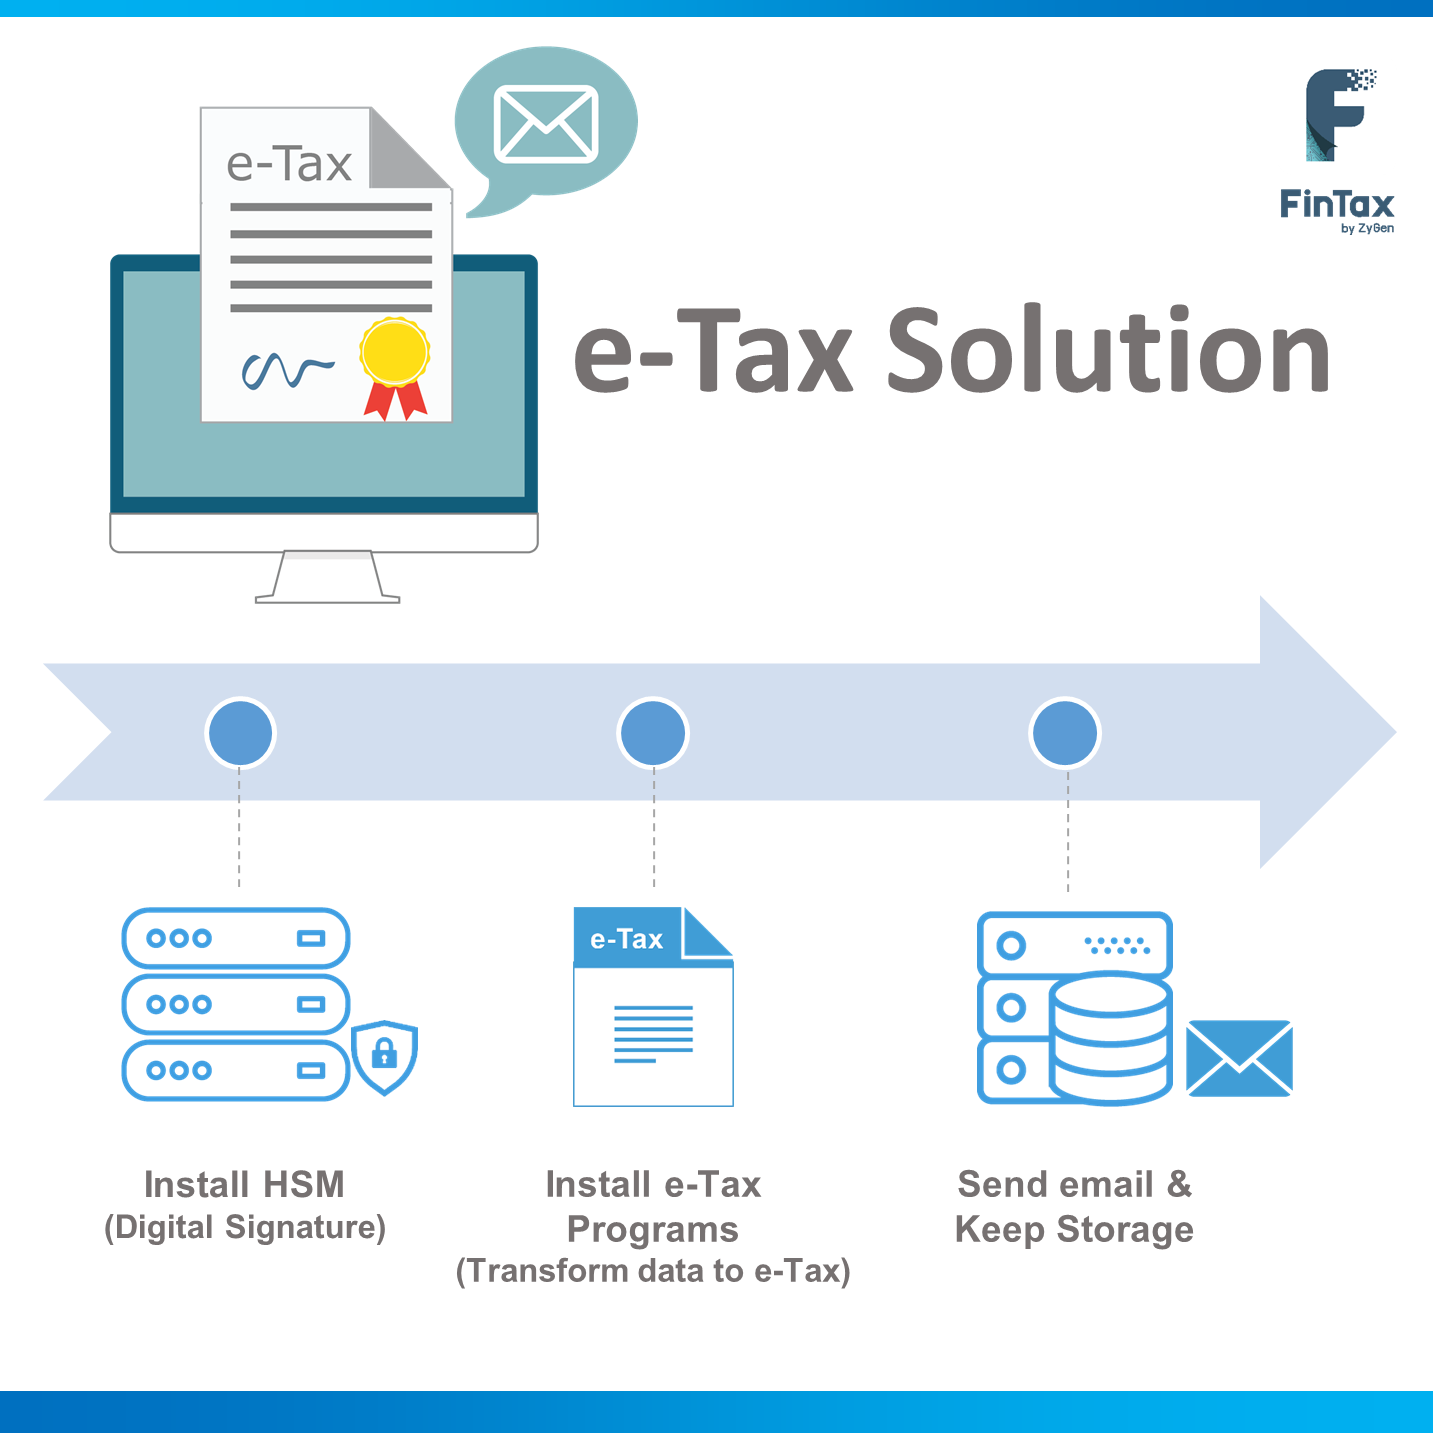 e-Tax
FinTax
by ZyGen
e-Tax Solution
e-Tax
Install HSM
(Digital Signature)
Install e-Tax
Programs
(Transform data to e-Tax)
Send email &
Keep Storage